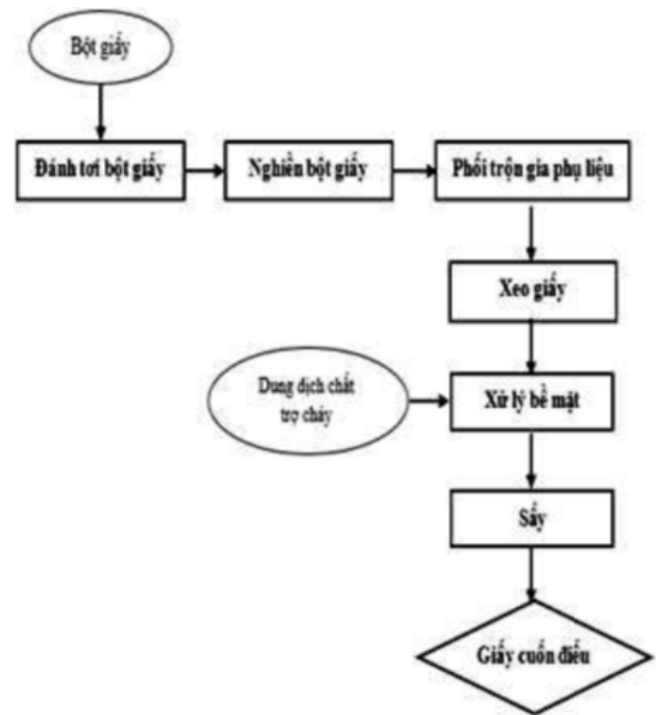 Bột giấy
Đánh tơi bột giấy
Nghiền bột giấy
Phối trộn gia phụ liệu
Xeo giấy
Dung dịch chất
trợ cháy
Xử lý bề mặt
Sấy
Giấy cuốn điếu